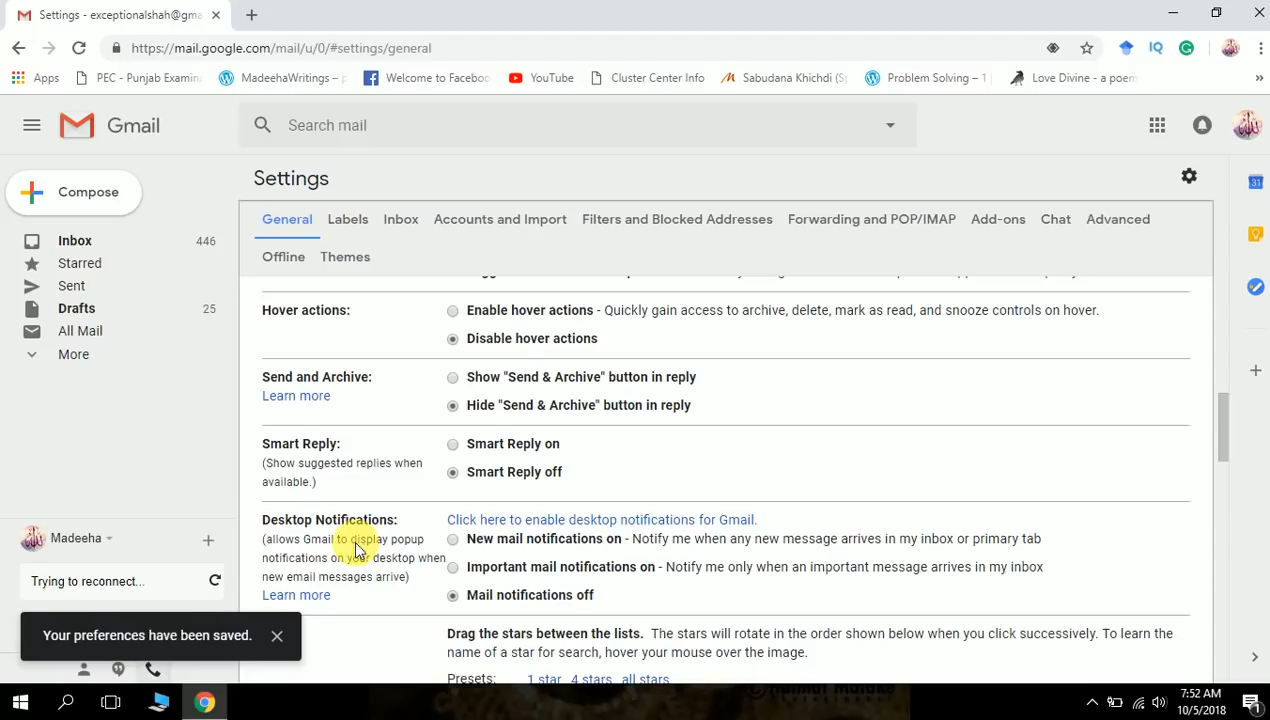 Settings - exceptionalshah@gma
https://mail.google.com/mail/u/0/#settings/general
Apps
PEC - Punjab Examin
MadeehaWritings – p
Welcome to Faceboo
YouTube
Cluster Center Info
Sabudana Khichdi (S
Problem Solving – 1
Love Divine - a poem
»
Gmail
Search mail
Compose
Settings
General Labels Inbox Accounts and Import Filters and Blocked Addresses Forwarding and POP/IMAP Add-ons Chat Advanced
Offline Themes
Inbox 446
Starred
Sent
Drafts 25
All Mail
More
Hover actions:
Enable hover actions - Quickly gain access to archive, delete, mark as read, and snooze controls on hover.
Disable hover actions
Send and Archive:
Learn more
Show "Send & Archive" button in reply
Hide "Send & Archive" button in reply
Smart Reply:
(Show suggested replies when
available.)
Smart Reply on
Smart Reply off
Desktop Notifications:
(allows Gmail to display popup
notifications on your desktop when
new email messages arrive)
Learn more
Click here to enable desktop notifications for Gmail.
New mail notifications on - Notify me when any new message arrives in my inbox or primary tab
Important mail notifications on - Notify me only when an important message arrives in my inbox
Mail notifications off
Drag the stars between the lists. The stars will rotate in the order shown below when you click successively. To learn the
name of a star for search, hover your mouse over the image.
Presets: 1 star 4 stars all stars
Madeeha
Trying to reconnect...
Your preferences have been saved.
31
IQ
7:52 AM
10/5/2018
1